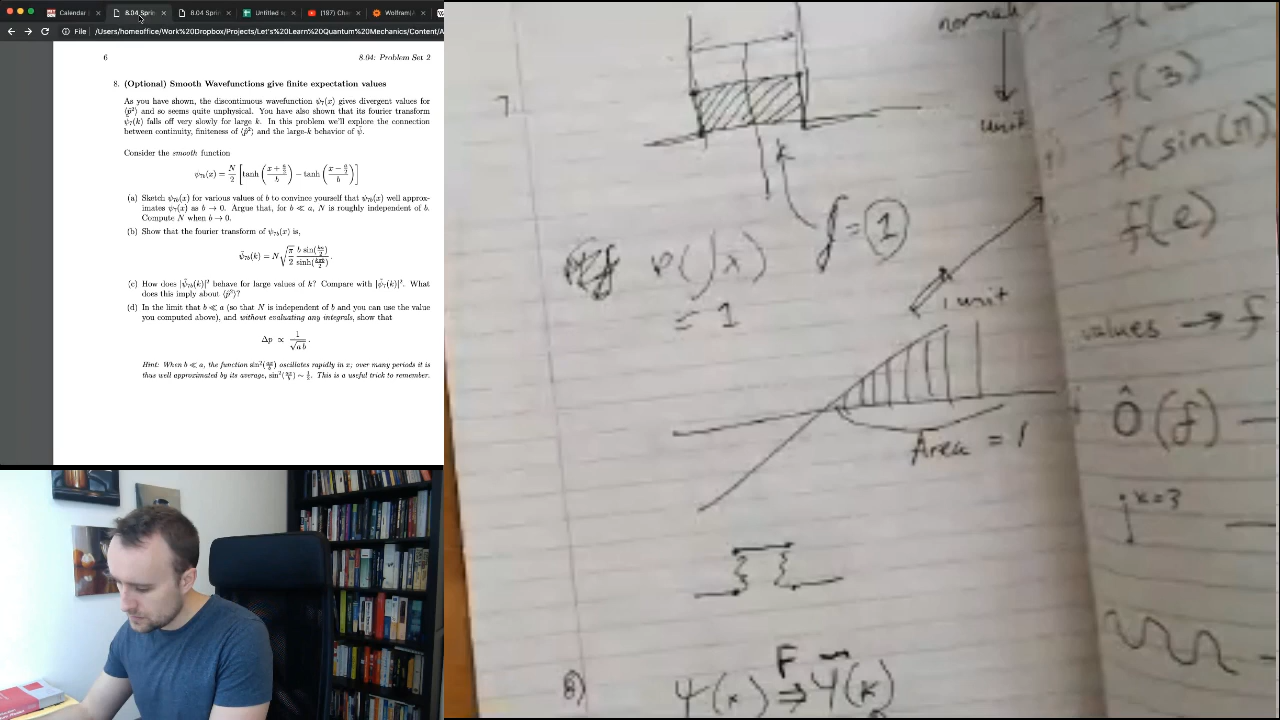 Calendar
8.04 Sprin
8.04 Sprin
Untitled s
(197) Cha
Wolfram|A
File /Users/homeoffice/Work%20Dropbox/Projects/Let's%20Learn%20Quantum%20Mechanics/Content/A
6
8.04: Problem Set 2
8. (Optional) Smooth Wavefunctions give finite expectation values
As you have shown, the discontinuous wavefunction ψ₇(x) gives divergent values for
⟨p̂²⟩ and so seems quite unphysical. You have also shown that its fourier transform
ψ̃₇(k) falls off very slowly for large k. In this problem we'll explore the connection
between continuity, finiteness of ⟨p̂²⟩ and the large-k behavior of ψ̃.
Consider the smooth function
ψ₇b(x) = N/2 [tanh((x + a/2)/b) − tanh((x − a/2)/b)]
(a) Sketch ψ₇b(x) for various values of b to convince yourself that ψ₇b(x) well approx-
imates ψ₇(x) as b → 0. Argue that, for b ≪ a, N is roughly independent of b.
Compute N when b → 0.
(b) Show that the fourier transform of ψ₇b(x) is,
(c) How does |ψ̃₇b(k)|² behave for large values of k? Compare with |ψ̃₇(k)|². What
does this imply about ⟨p̂²⟩?
(d) In the limit that b ≪ a (so that N is independent of b and you can use the value
you computed above), and without evaluating any integrals, show that
Δp ∝ 1/√(ab) .
Hint: When b ≪ a, the function oscillates rapidly in x; over many periods it is
thus well approximated by its average, This is a useful trick to remember.
7
unit
∫ = 1
P(∫x)
= 1
1 unit
Area = 1
8)
ψ(x) F ⇒ ψ̃(k)
f(3)
f(sin(π))
f(e)
values → f
Ô(f)
x = 3